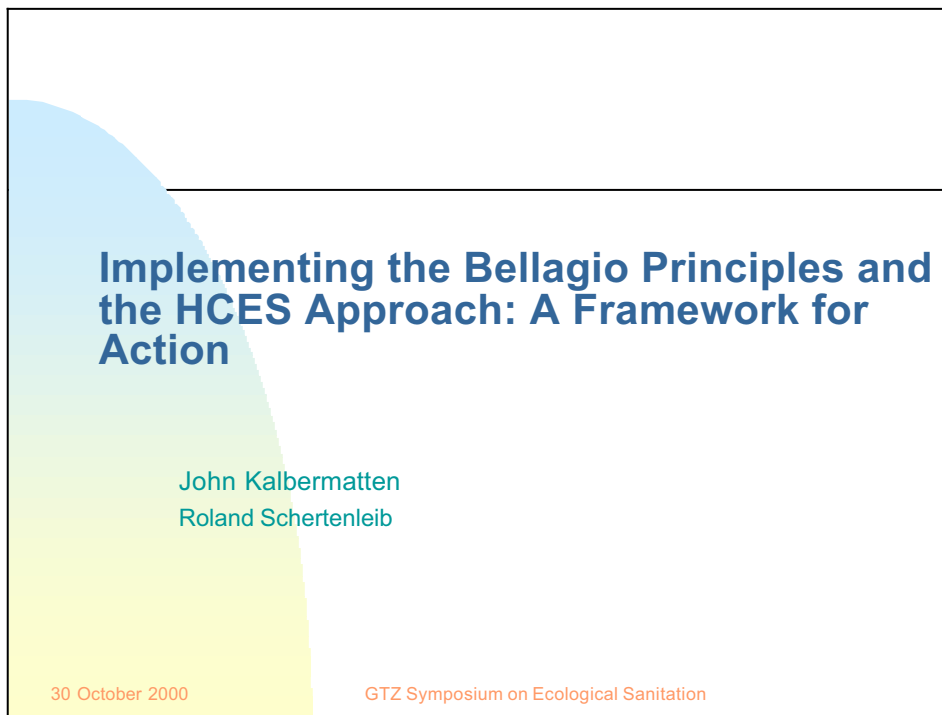 Implementing the Bellagio Principles and
the HCES Approach: A Framework for
Action
John Kalbermatten
Roland Schertenleib
30 October 2000
GTZ Symposium on Ecological Sanitation